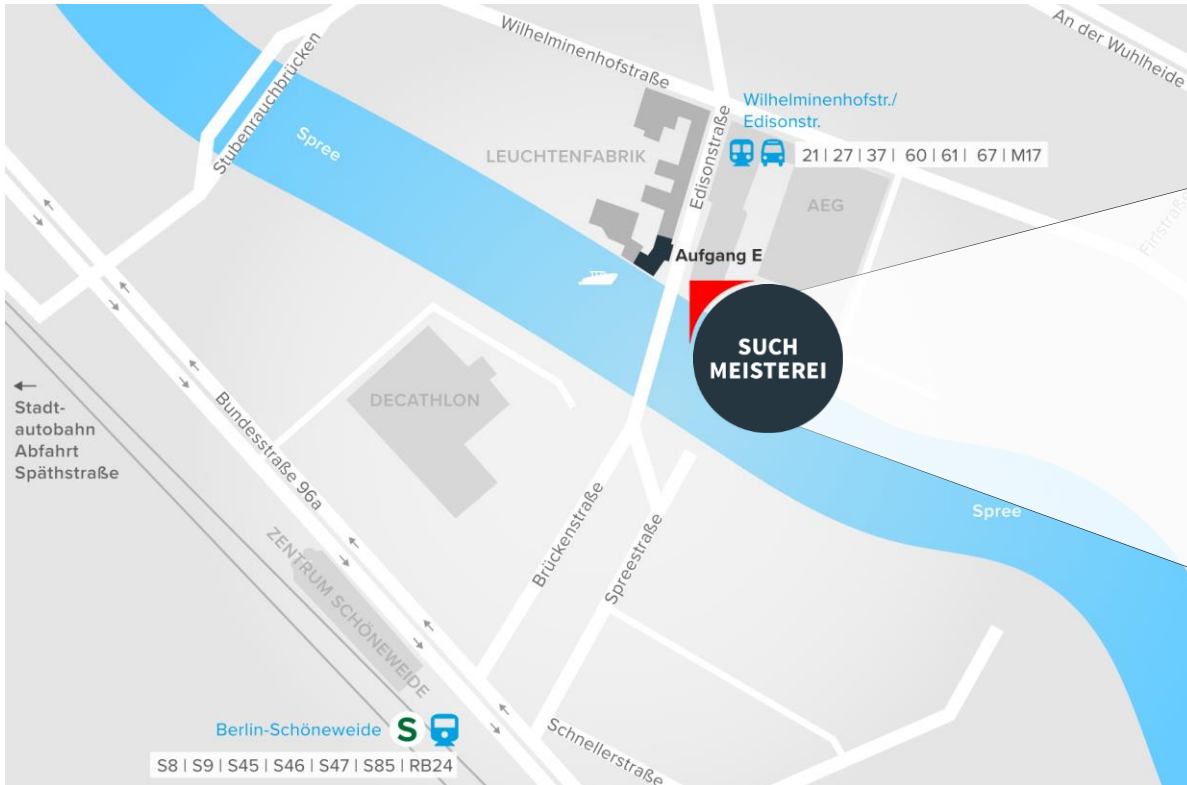 An der Wuhlheide
Wilhelminenhofstraße
Stubenrauchbrücken
Spree
Wilhelminenhofstr./
Edisonstr.
21 | 27 | 37 | 60 | 61 | 67 | M17
LEUCHTENFABRIK
Edisonstraße
AEG
Firlstraße
Aufgang E
SUCH
MEISTEREI
DECATHLON
←
Stadt-
autobahn
Abfahrt
Späthstraße
Bundesstraße 96a
Spree
Brückenstraße
Spreestraße
ZENTRUM SCHÖNEWEIDE
Berlin-Schöneweide S
S8 | S9 | S45 | S46 | S47 | S85 | RB24
Schnellerstraße